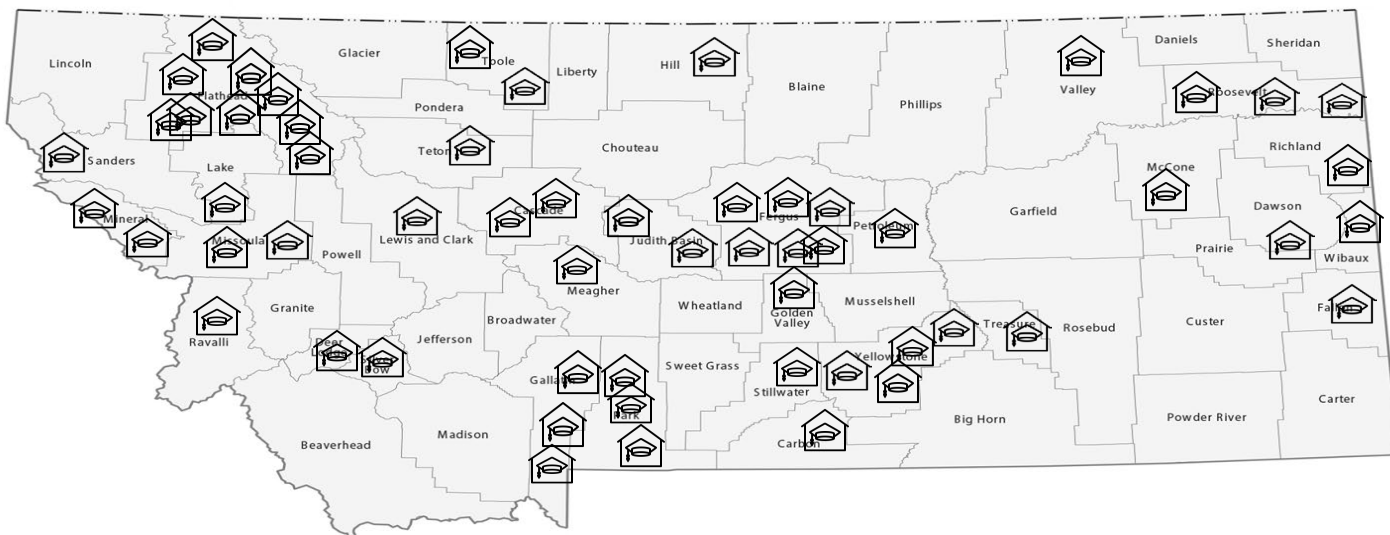 Lincoln
Glacier
Toole
Liberty
Hill
Blaine
Phillips
Valley
Daniels
Sheridan
Flathead
Pondera
Roosevelt
Sanders
Lake
Teton
Chouteau
Richland
McCone
Mineral
Missoula
Powell
Lewis and Clark
Cascade
Judith Basin
Fergus
Petroleum
Garfield
Dawson
Prairie
Wibaux
Meagher
Granite
Ravalli
Deer
Lodge
Silver
Bow
Jefferson
Broadwater
Wheatland
Golden
Valley
Musselshell
Treasure
Rosebud
Custer
Fallon
Gallatin
Park
Sweet Grass
Stillwater
Yellowstone
Beaverhead
Madison
Carbon
Big Horn
Powder River
Carter